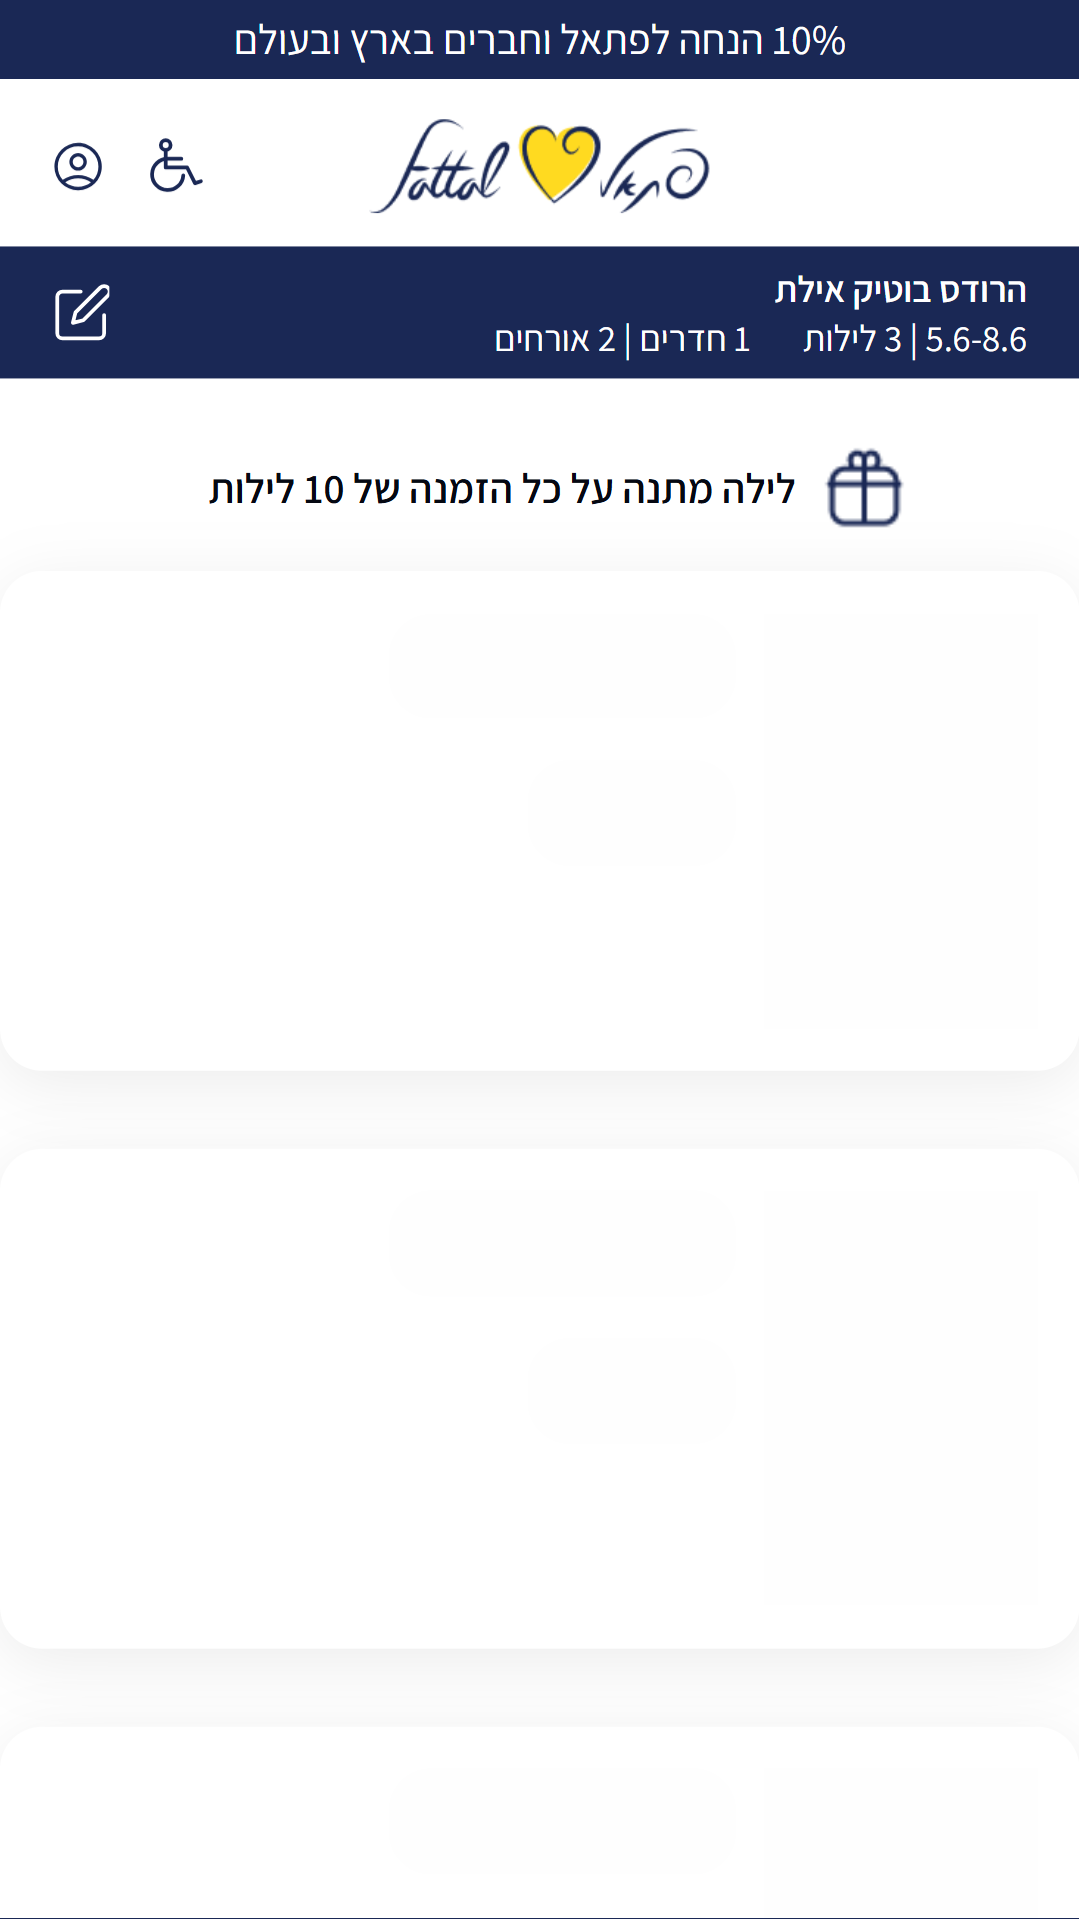 10% הנחה לפתאל וחברים בארץ ובעולם
פתאל Fattal
הרודס בוטיק אילת
5.6-8.6 | 3 לילות 1 חדרים | 2 אורחים
לילה מתנה על כל הזמנה של 10 לילות